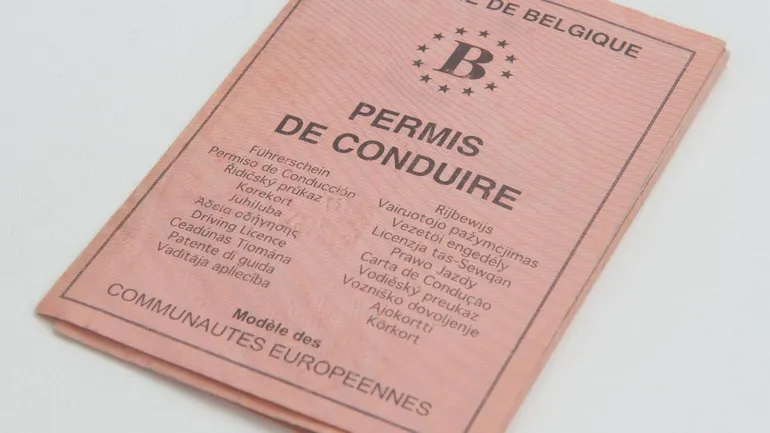 E DE BELGIQUE
B
PERMIS
DE CONDUIRE
Führerschein
Permiso de Conducción
Řidičský průkaz
Kørekort
Juhiluba
Άδεια οδήγησης
Driving Licence
Ceadúnas Tiomána
Patente di guida
Vadītāja apliecība
Rijbewijs
Vairuotojo pažymėjimas
Vezetői engedély
Liċenzja tas-Sewqan
Prawo Jazdy
Carta de Condução
Vodičský preukaz
Vozniško dovoljenje
Ajokortti
Körkort
Modèle des
COMMUNAUTES EUROPEENNES